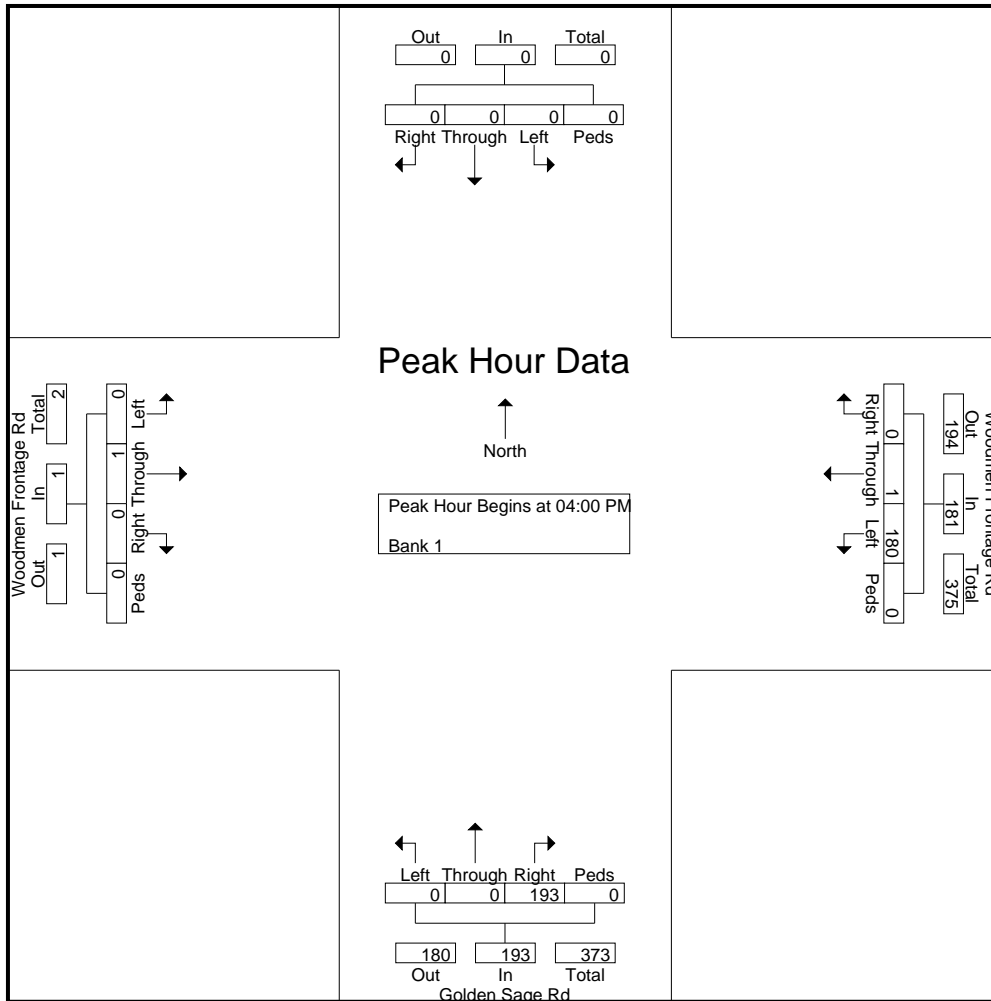 Out In Total
0 0 0
0 0 0 0
Right Through Left Peds
Peak Hour Data
North
Peak Hour Begins at 04:00 PM
Bank 1
Woodmen Frontage Rd
Total In Out
2 1 1
0 1 0 0
Left Through Right Peds
Right Through Left Peds
0 1 180 0
194 181 375
Out In Total
Woodmen Frontage Rd
Left Through Right Peds
0 0 193 0
180 193 373
Out In Total
Golden Sage Rd